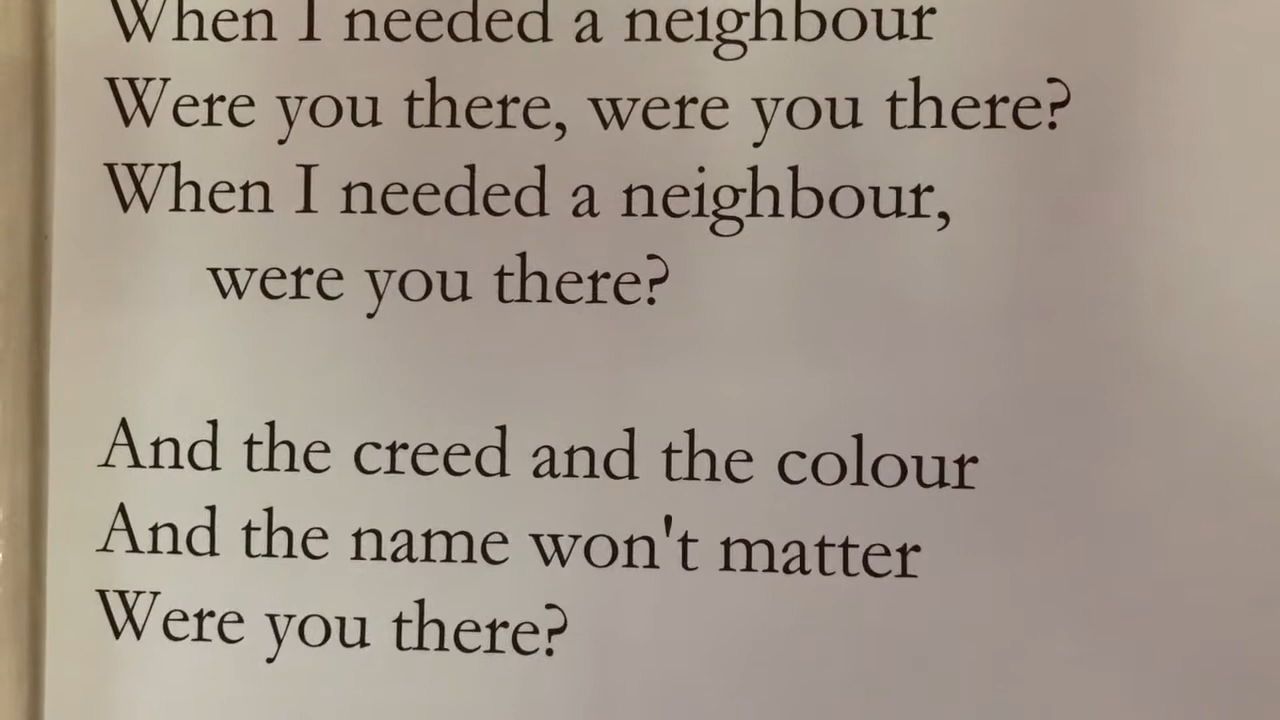 When I needed a neighbour
Were you there, were you there?
When I needed a neighbour,
were you there?
And the creed and the colour
And the name won't matter
Were you there?